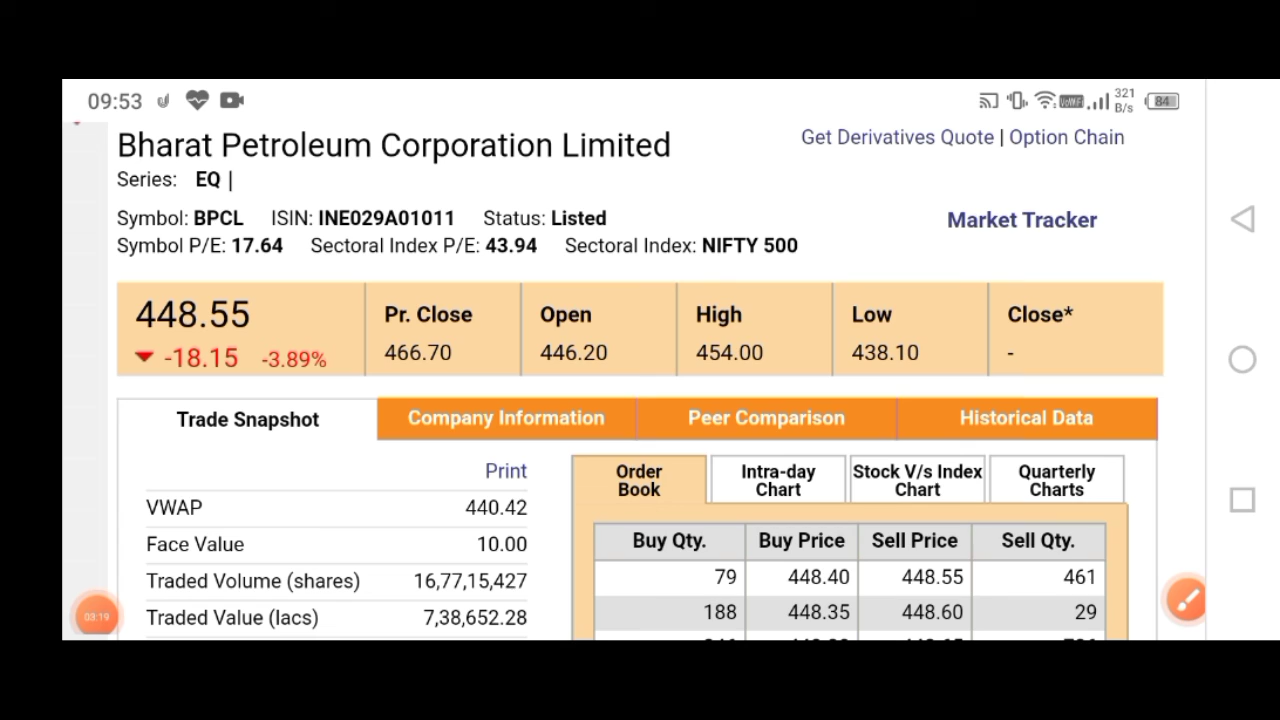 09:53
VoWiFi
321
B/s
84
Bharat Petroleum Corporation Limited
Get Derivatives Quote | Option Chain
Series: EQ |
Symbol: BPCL ISIN: INE029A01011 Status: Listed
Market Tracker
Symbol P/E: 17.64 Sectoral Index P/E: 43.94 Sectoral Index: NIFTY 500
448.55 Pr. Close Open High Low Close*
-18.15 -3.89% 466.70 446.20 454.00 438.10 -
Trade Snapshot Company Information Peer Comparison Historical Data
Print
Order Book Intra-day Chart Stock V/s Index Chart Quarterly Charts
VWAP 440.42
Face Value 10.00
Traded Volume (shares) 16,77,15,427
Traded Value (lacs) 7,38,652.28
Buy Qty. Buy Price Sell Price Sell Qty.
79 448.40 448.55 461
188 448.35 448.60 29
03:19